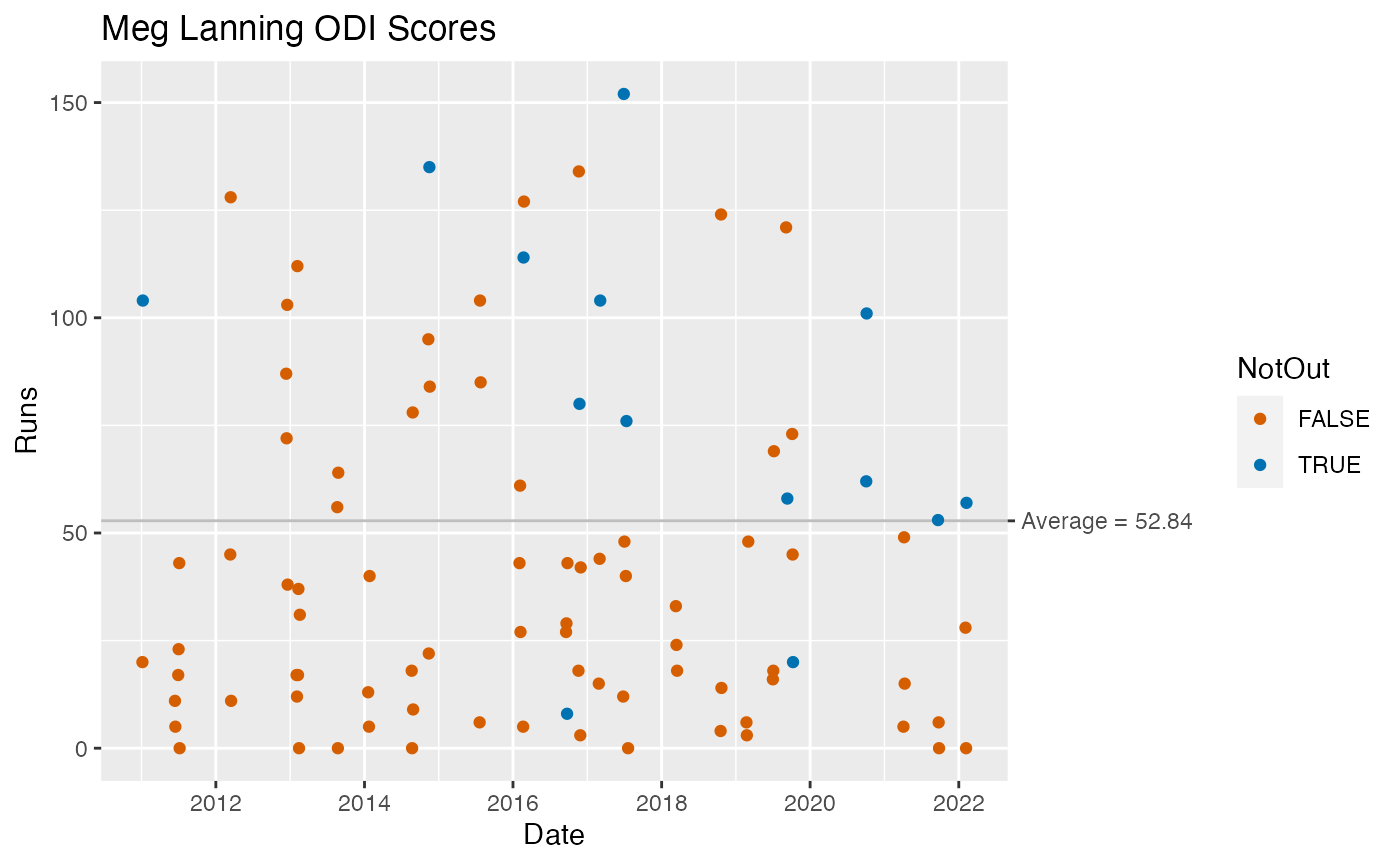 Meg Lanning ODI Scores
150
100
50
0
Runs
2012 2014 2016 2018 2020 2022
Date
Average = 52.84
NotOut
FALSE
TRUE